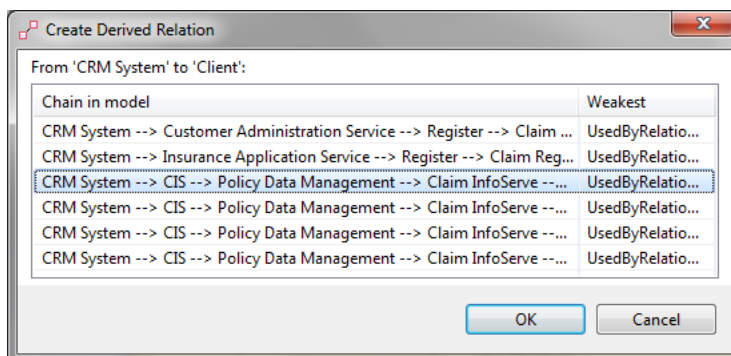 Create Derived Relation
From 'CRM System' to 'Client':
Chain in model Weakest
CRM System --> Customer Administration Service --> Register --> Claim ... UsedByRelatio...
CRM System --> Insurance Application Service --> Register --> Claim Reg... UsedByRelatio...
CRM System --> CIS --> Policy Data Management --> Claim InfoServe --... UsedByRelatio...
CRM System --> CIS --> Policy Data Management --> Claim InfoServe --... UsedByRelatio...
CRM System --> CIS --> Policy Data Management --> Claim InfoServe --... UsedByRelatio...
CRM System --> CIS --> Policy Data Management --> Claim InfoServe --... UsedByRelatio...
OK Cancel